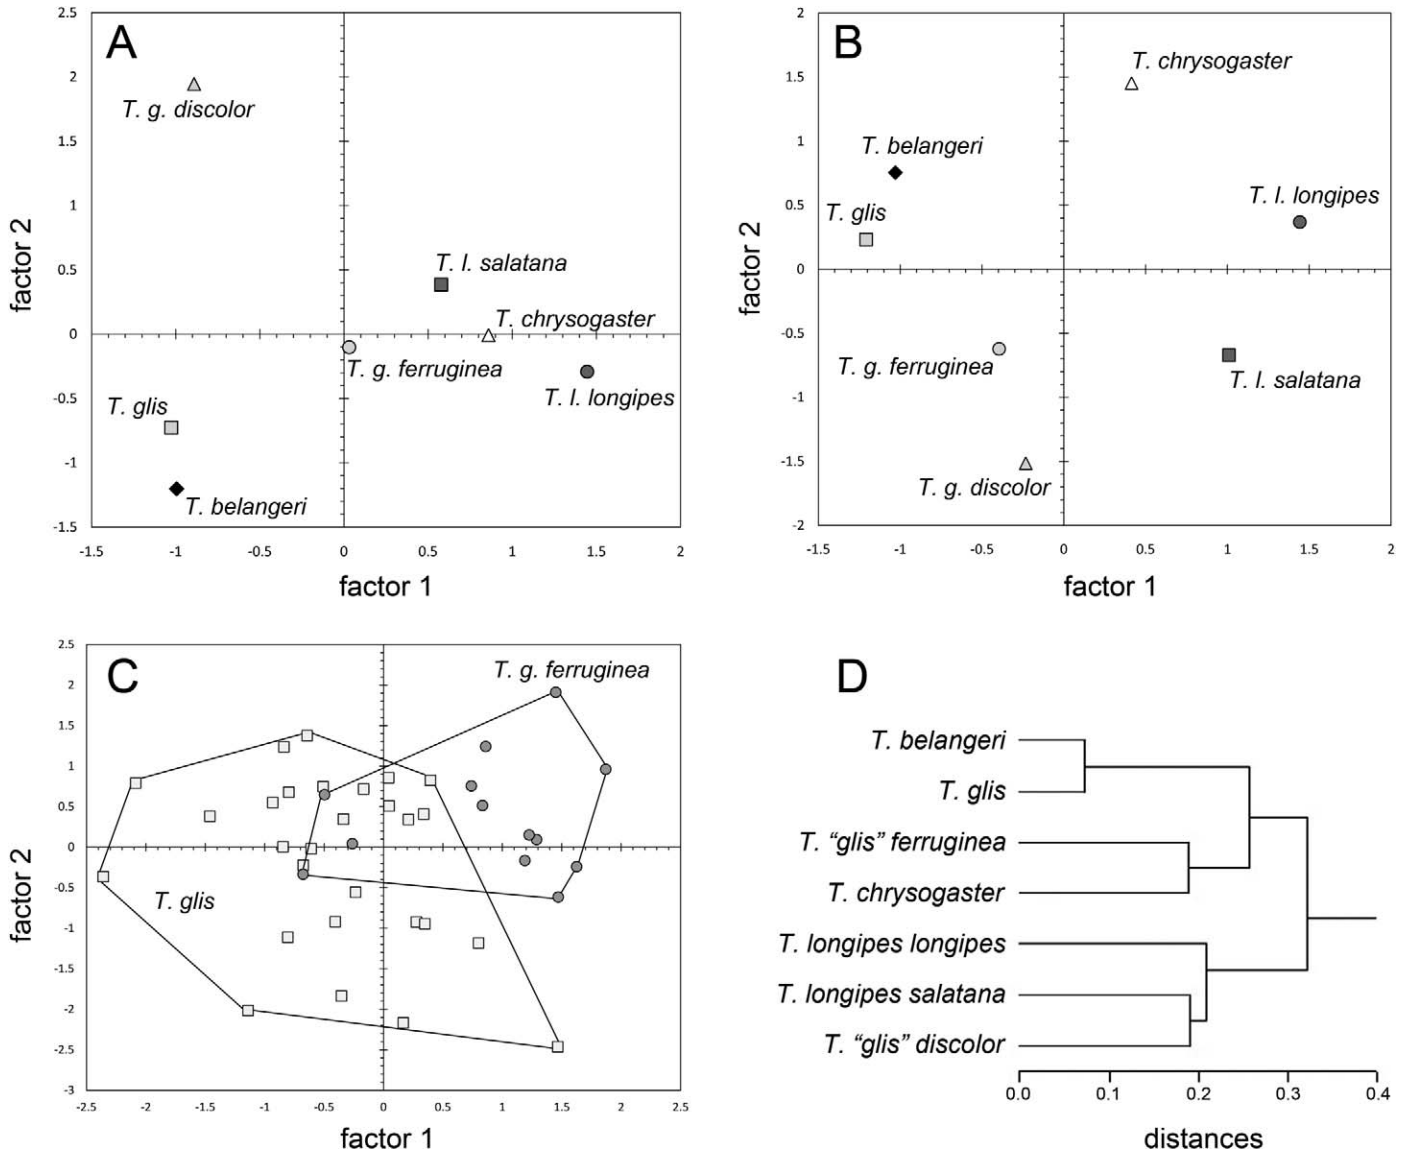 A
2.5
2
1.5
1
0.5
0
-0.5
-1
-1.5
-1.5
-1
-0.5
0
0.5
1
1.5
2
factor 2
factor 1
T. g. discolor
T. l. salatana
T. chrysogaster
T. g. ferruginea
T. l. longipes
T. glis
T. belangeri
B
2
1.5
1
0.5
0
-0.5
-1
-1.5
-2
-1.5
-1
-0.5
0
0.5
1
1.5
2
factor 2
factor 1
T. chrysogaster
T. belangeri
T. l. longipes
T. glis
T. g. ferruginea
T. l. salatana
T. g. discolor
C
2.5
2
1.5
1
0.5
0
-0.5
-1
-1.5
-2
-2.5
-3
-2.5
-2
-1.5
-1
-0.5
0
0.5
1
1.5
2
2.5
factor 2
factor 1
T. g. ferruginea
T. glis
D
T. belangeri
T. glis
T. “glis” ferruginea
T. chrysogaster
T. longipes longipes
T. longipes salatana
T. “glis” discolor
0.0
0.1
0.2
0.3
0.4
distances